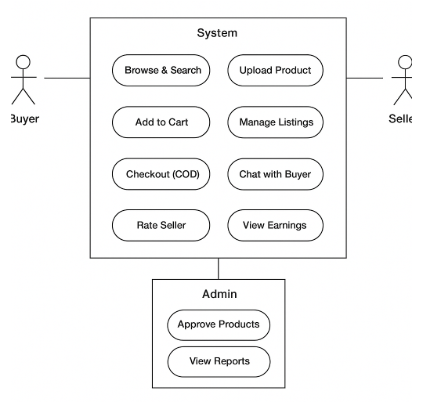 System
Browse & Search
Upload Product
Buyer
Add to Cart
Manage Listings
Selle
Checkout (COD)
Chat with Buyer
Rate Seller
View Earnings
Admin
Approve Products
View Reports